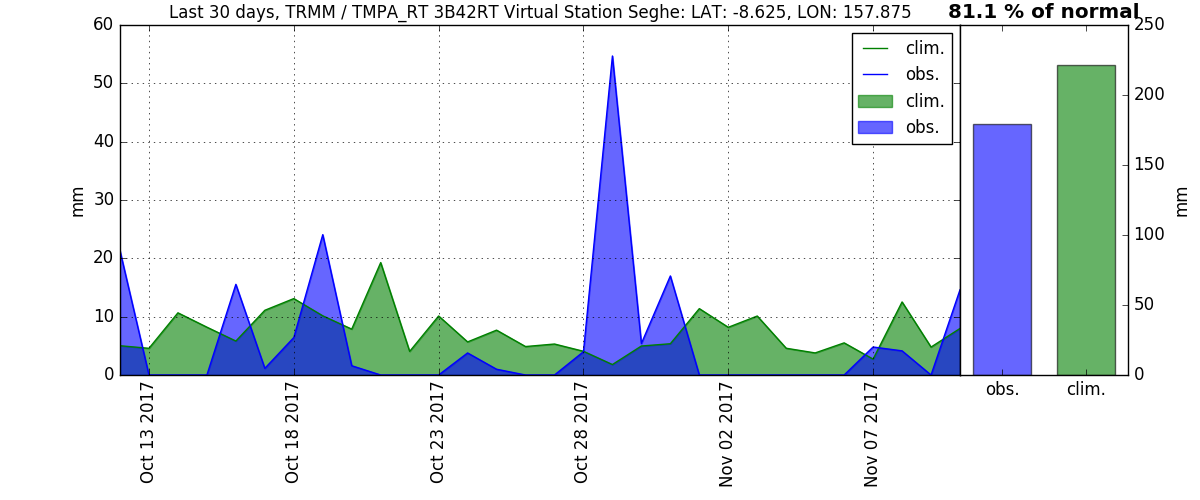 Last 30 days, TRMM / TMPA_RT 3B42RT Virtual Station Seghe: LAT: -8.625, LON: 157.875
81.1 % of normal
60
50
40
30
20
10
0
mm
clim.
obs.
clim.
obs.
Oct 13 2017
Oct 18 2017
Oct 23 2017
Oct 28 2017
Nov 02 2017
Nov 07 2017
250
200
150
100
50
0
mm
obs.
clim.